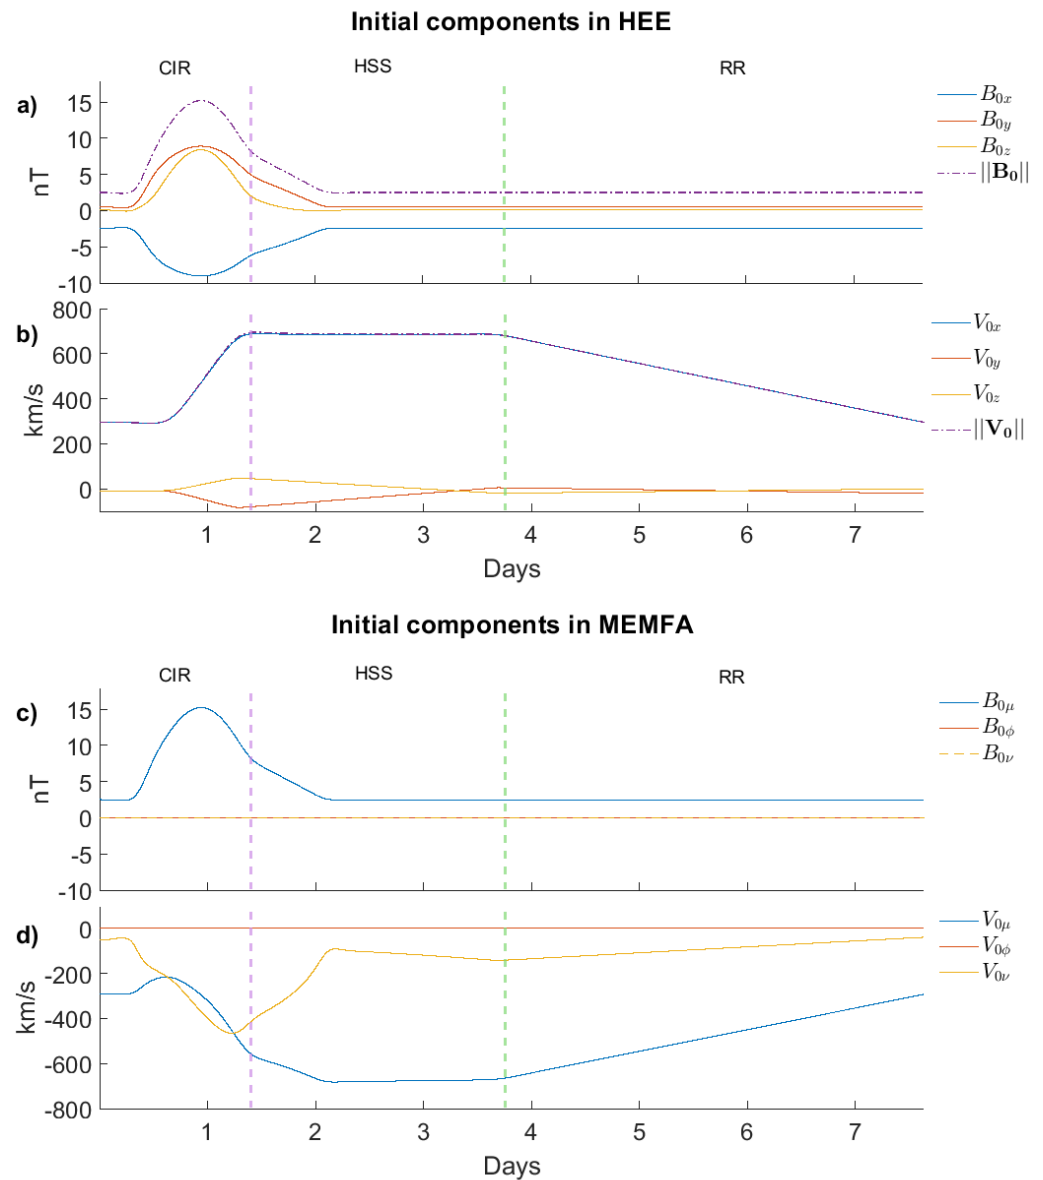 Initial components in HEE
CIR HSS RR
a)
15
10
5
0
-5
-10
nT
B₀ₓ
B₀y
B₀z
||B₀||
b)
800
600
400
200
0
km/s
V₀ₓ
V₀y
V₀z
||V₀||
1 2 3 4 5 6 7
Days
Initial components in MEMFA
CIR HSS RR
c)
15
10
5
0
-5
-10
nT
B₀μ
B₀ϕ
B₀ν
d)
0
-200
-400
-600
-800
km/s
V₀μ
V₀ϕ
V₀ν
1 2 3 4 5 6 7
Days